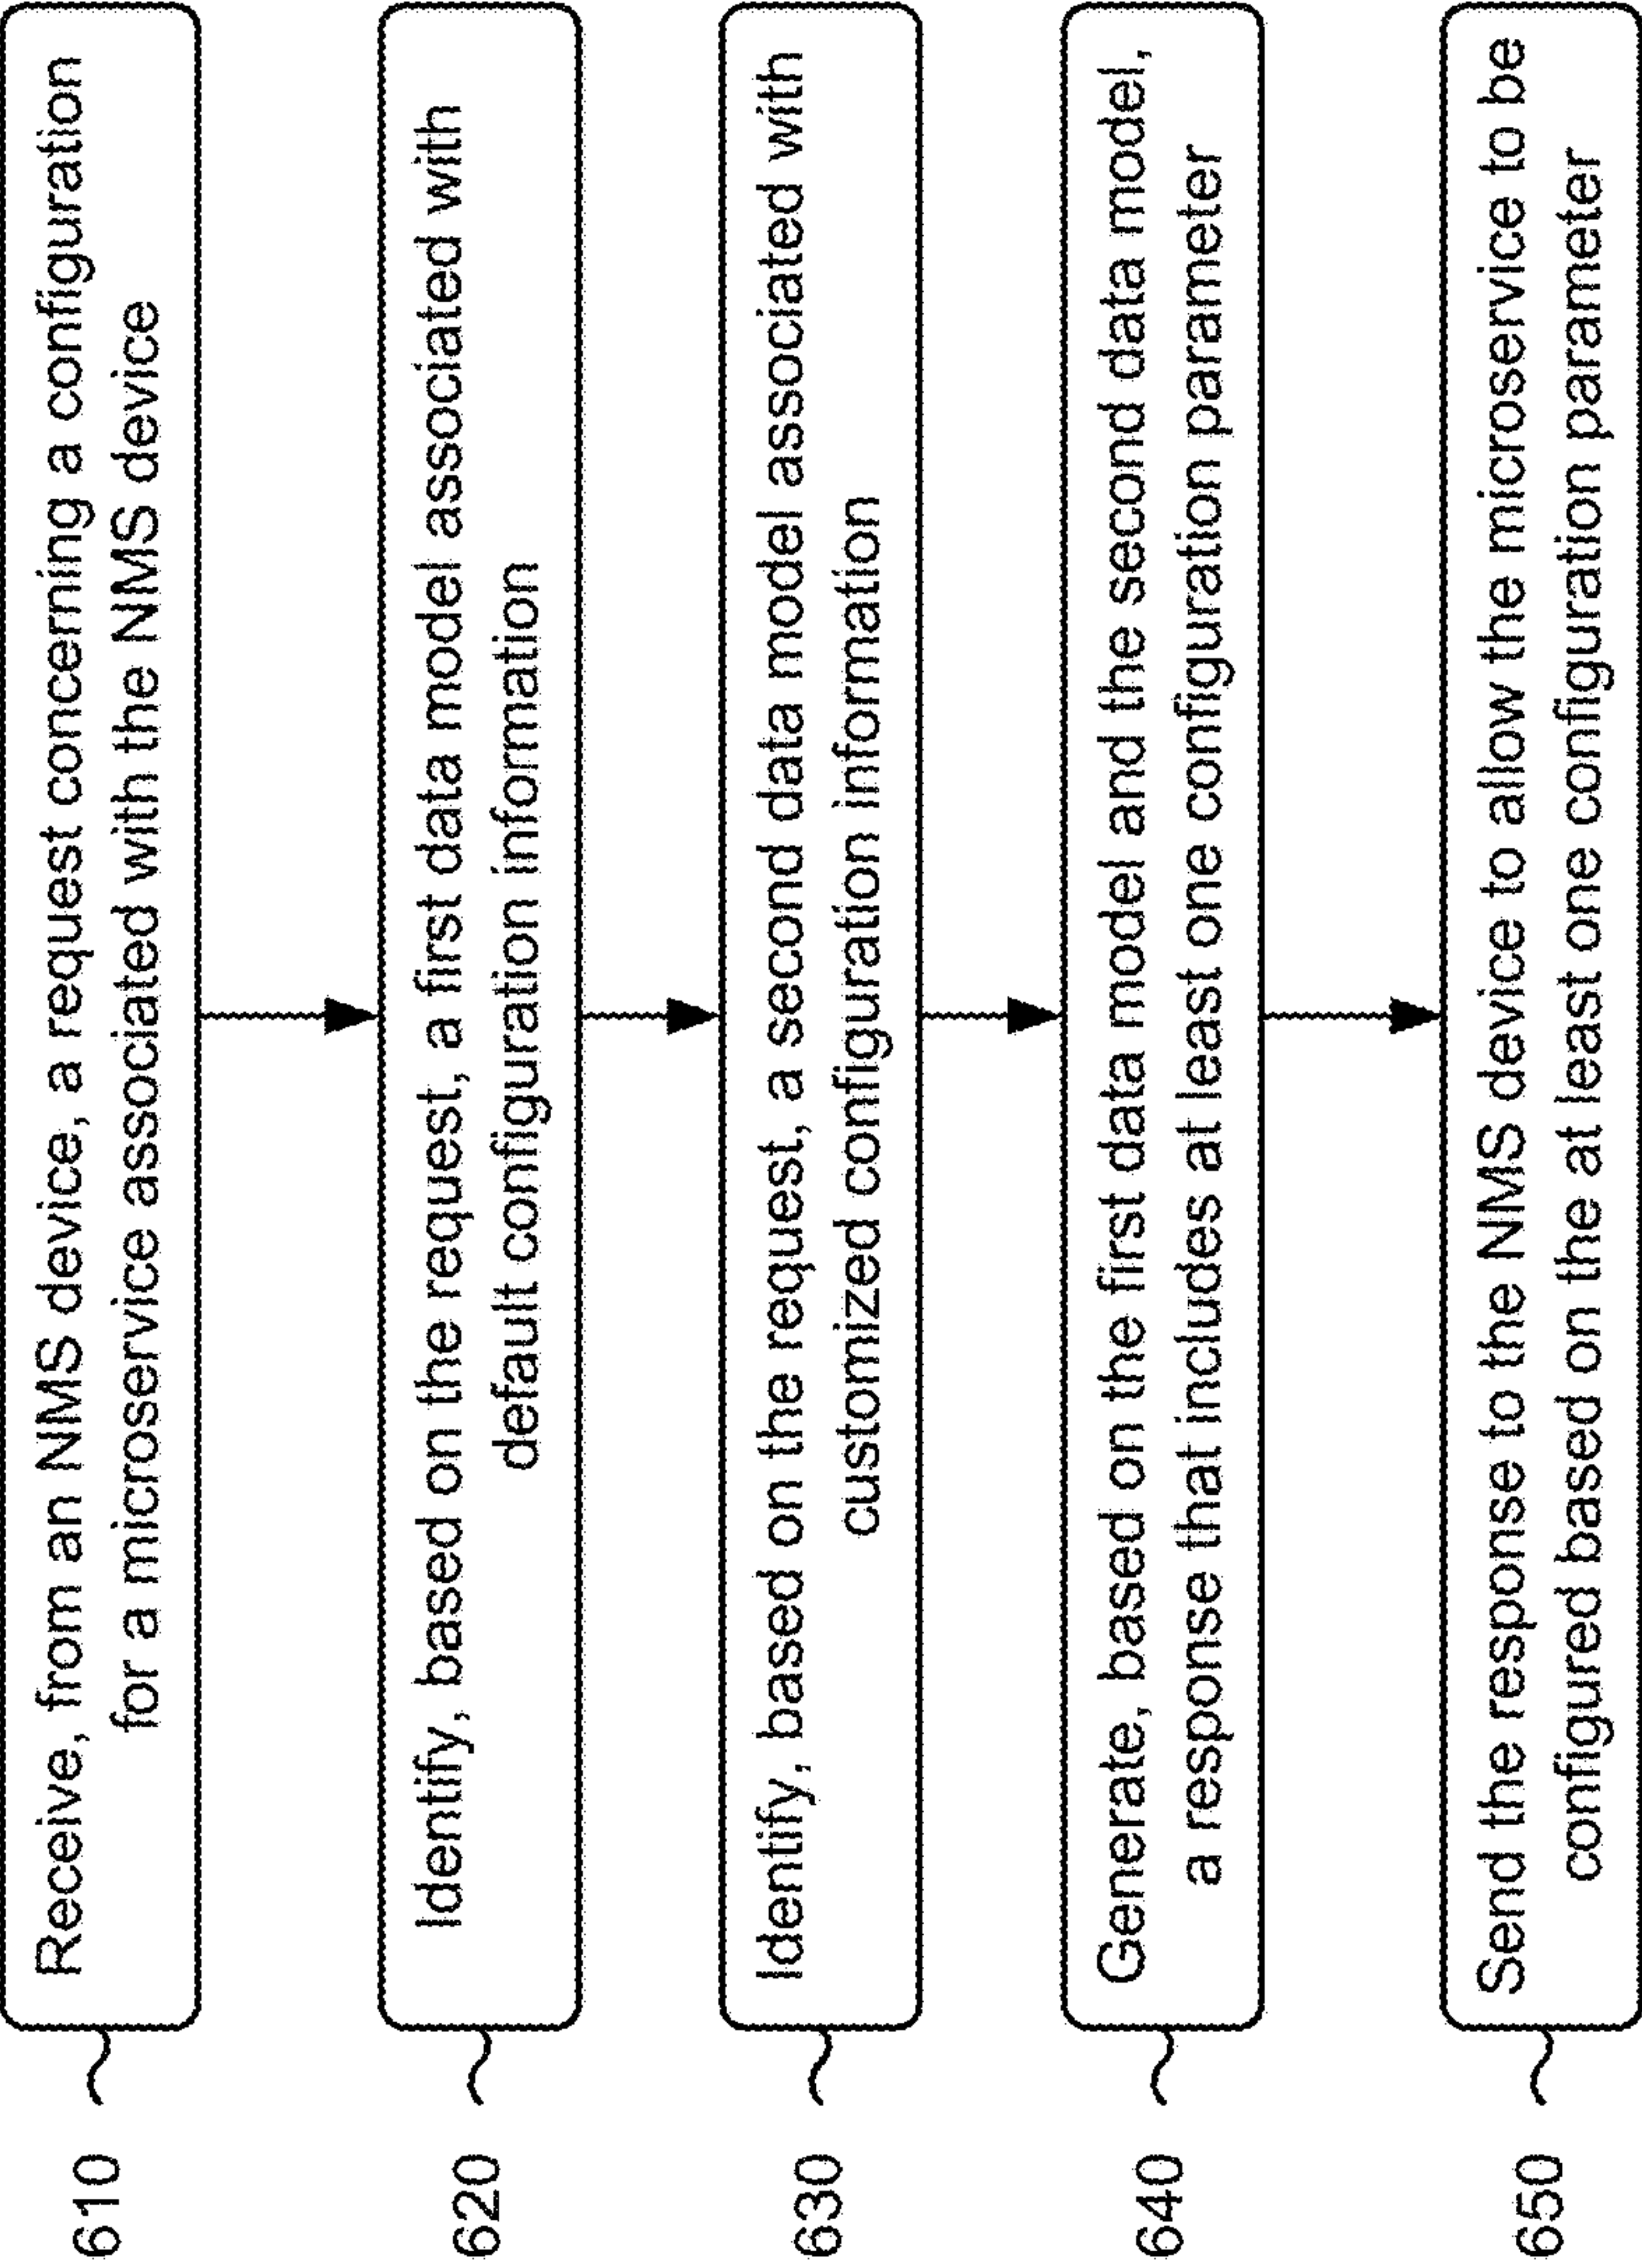 610
Receive, from an NMS device, a request concerning a configuration
for a microservice associated with the NMS device
620
Identify, based on the request, a first data model associated with
default configuration information
630
Identify, based on the request, a second data model associated with
customized configuration information
640
Generate, based on the first data model and the second data model,
a response that includes at least one configuration parameter
650
Send the response to the NMS device to allow the microservice to be
configured based on the at least one configuration parameter